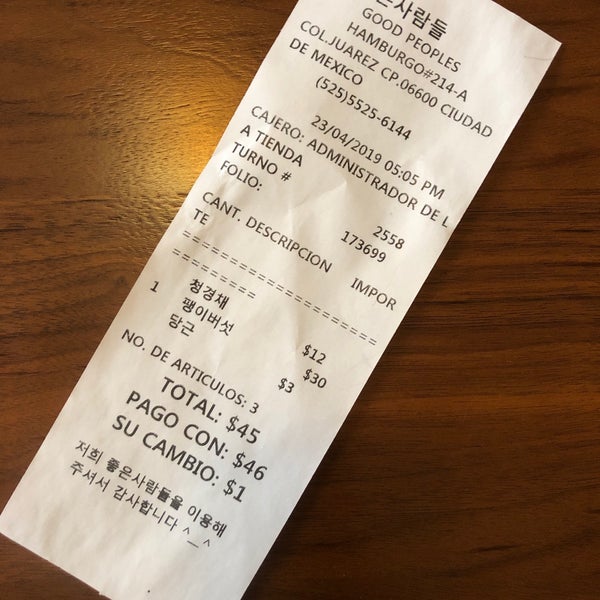 은사람들
GOOD PEOPLES
HAMBURGO#214-A
COL.JUAREZ CP.06600 CIUDAD
DE MEXICO
(525)5525-6144
23/04/2019 05:05 PM
CAJERO: ADMINISTRADOR DE L
A TIENDA
TURNO # 2558
FOLIO: 173699
CANT. DESCRIPCION IMPOR
TE
==========================
=========
1 청경채 $12
팽이버섯 $30
당근 $3
NO. DE ARTICULOS: 3
TOTAL: $45
PAGO CON: $46
SU CAMBIO: $1
저희 좋은사람들을 이용해
주셔서 감사합니다 ^_^